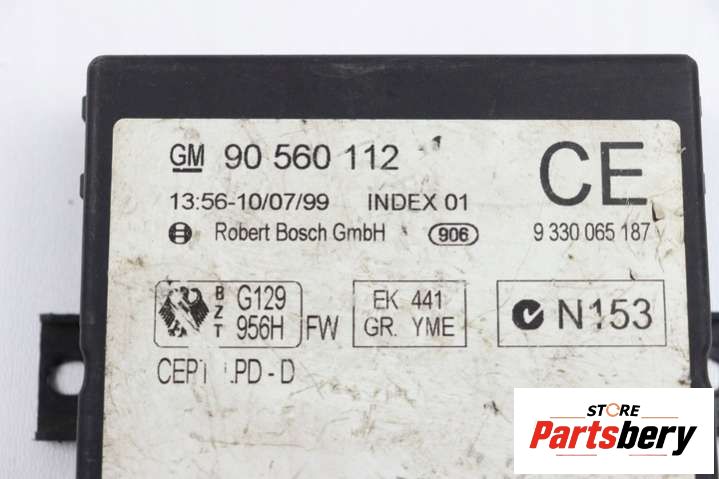 GM 90 560 112
CE
13:56-10/07/99 INDEX 01
Robert Bosch GmbH 906
9 330 065 187
BZT G129
956H FW
EK 441
GR. YME
N153
PD - D
STORE
Partsbery